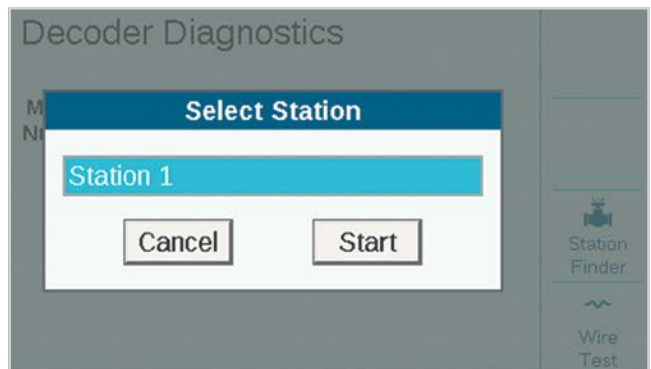 Decoder Diagnostics
Select Station
Station 1
Cancel
Start
Station
Finder
Wire
Test